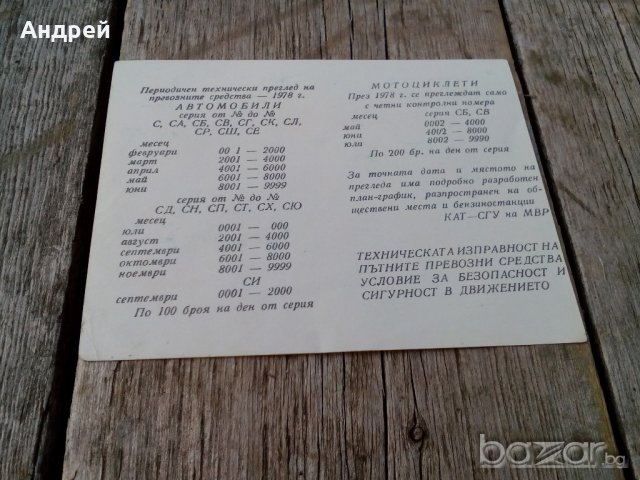 Андрей
Периодичен технически преглед на
превозните средства — 1978 г.
АВТОМОБИЛИ
серия от № до №
С, СА, СБ, СВ, СГ, СК, СЛ,
СР, СШ, СЕ
месец
февруари 00 1 — 2000
март 2001 — 4000
април 4001 — 6000
май 6001 — 8000
юни 8001 — 9999
серия от № до №
СД, СН, СП, СТ, СХ, СЮ
месец
юли 0001 — 000
август 2001 — 4000
септември 4001 — 6000
октомври 6001 — 8000
ноември 8001 — 9999
СИ
септември 0001 — 2000
По 100 броя на ден от серия
МОТОЦИКЛЕТИ
През 1978 г. се преглеждат само
с четни контролни номера
месец серия СБ, СВ
май 0002 — 4000
юни 4002 — 8000
юли 8002 — 9990
По 200 бр. на ден от серия
За точната дата и мястото на
прегледа има подробно разработен
план-график, разпространен на об-
ществени места и бензиностанции
КАТ—СГУ на МВР
ТЕХНИЧЕСКАТА ИЗПРАВНОСТ НА
ПЪТНИТЕ ПРЕВОЗНИ СРЕДСТВА
УСЛОВИЕ ЗА БЕЗОПАСНОСТ И
СИГУРНОСТ В ДВИЖЕНИЕТО
bazar.bg